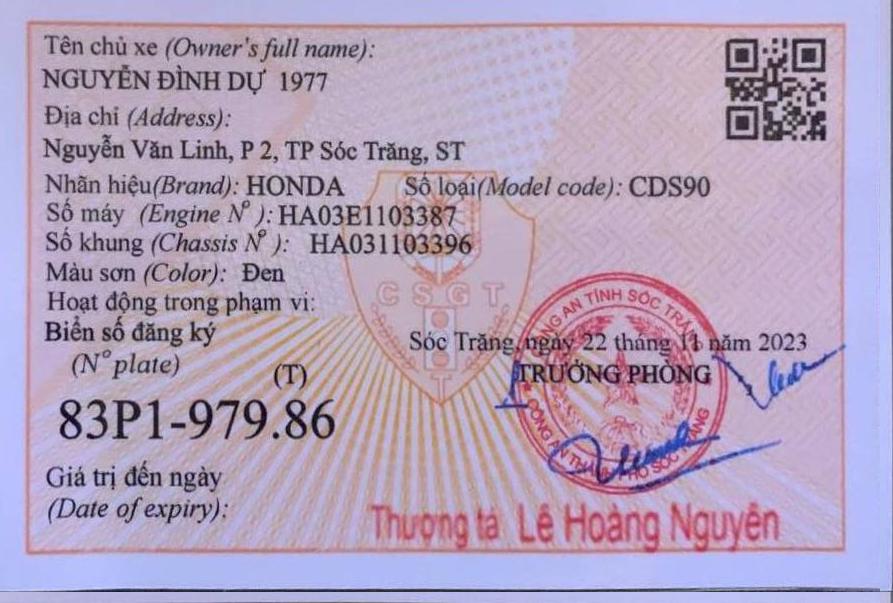 Tên chủ xe (Owner's full name):
NGUYỄN ĐÌNH DỰ 1977
Địa chỉ (Address):
Nguyễn Văn Linh, P 2, TP Sóc Trăng, ST
Nhãn hiệu(Brand): HONDA Số loại(Model code): CDS90
Số máy (Engine N°): HA03E1103387
Số khung (Chassis N°): HA031103396
Màu sơn (Color): Đen
Hoạt động trong phạm vi:
CSGT
Biển số đăng ký
(N° plate)
(T)
83P1-979.86
Giá trị đến ngày
(Date of expiry):
Sóc Trăng, ngày 22 tháng 11 năm 2023
TRƯỞNG PHÒNG
CÔNG AN TỈNH SÓC TRĂNG
CÔNG AN THÀNH PHỐ SÓC TRĂNG
Thượng tá Lê Hoàng Nguyên